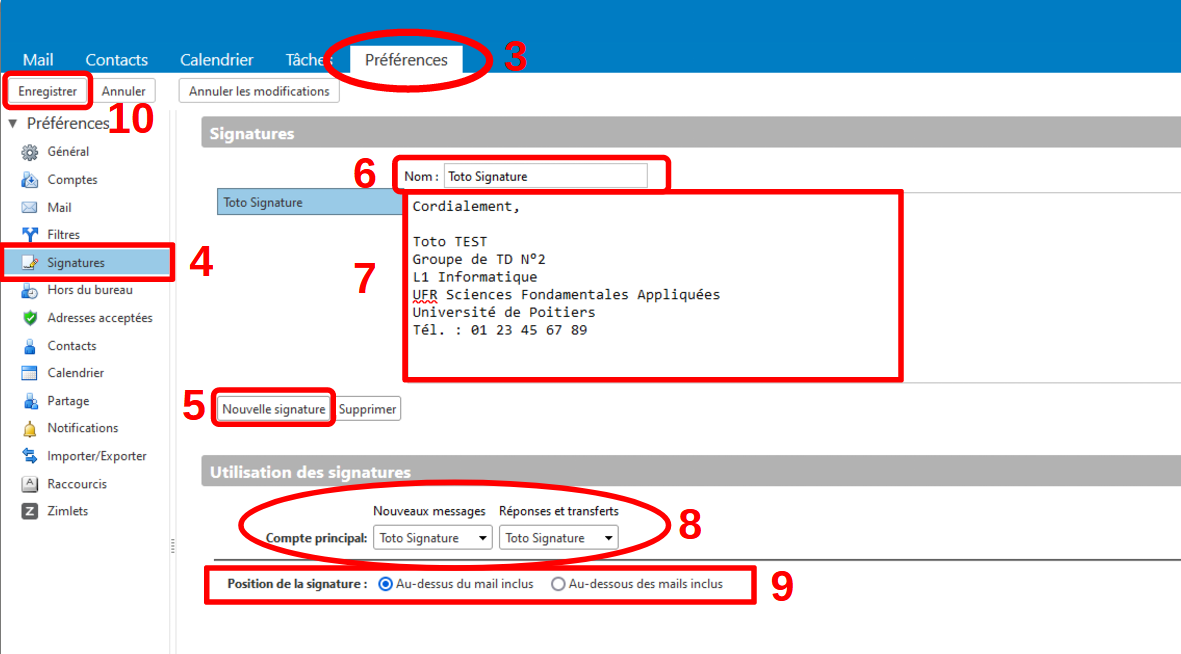 Mail Contacts Calendrier Tâches Préférences 3
Enregistrer Annuler Annuler les modifications
10
Préférences
Général
Comptes
Mail
Filtres
Signatures
Hors du bureau
Adresses acceptées
Contacts
Calendrier
Partage
Notifications
Importer/Exporter
Raccourcis
Zimlets
4
Signatures
6 Nom : Toto Signature
Toto Signature
7
Cordialement,
Toto TEST
Groupe de TD N°2
L1 Informatique
UFR Sciences Fondamentales Appliquées
Université de Poitiers
Tél. : 01 23 45 67 89
5 Nouvelle signature Supprimer
Utilisation des signatures
Nouveaux messages Réponses et transferts
Compte principal: Toto Signature Toto Signature 8
Position de la signature : Au-dessus du mail inclus Au-dessous des mails inclus 9